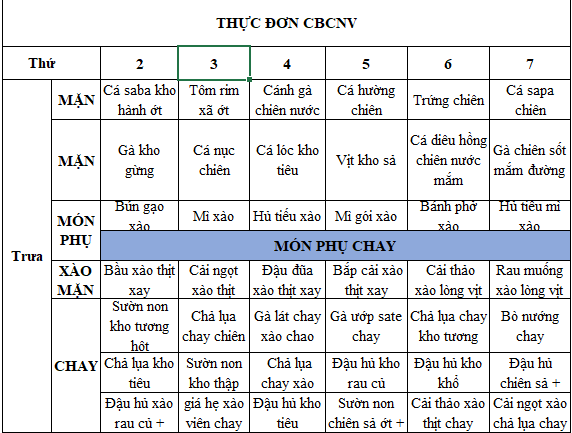 THỰC ĐƠN CBCNV
Thứ 2 3 4 5 6 7
Trưa
MẶN
Cá saba kho hành ớt
Tôm rim xã ớt
Cánh gà chiên nước
Cá hường chiên
Trứng chiên
Cá sapa chiên
MẶN
Gà kho gừng
Cá nục chiên
Cá lóc kho tiêu
Vịt kho sả
Cá diêu hồng chiên nước mắm
Gà chiên sốt mắm đường
MÓN PHỤ
Bún gạo xào
Mì xào
Hủ tiếu xào
Mì gói xào
Bánh phở xào
Hủ tiếu mì xào
MÓN PHỤ CHAY
XÀO MẶN
Bầu xào thịt xay
Cải ngọt xào thịt
Đậu đũa xào thịt xay
Bắp cải xào thịt xay
Cải thảo xào lòng vịt
Rau muống xào lòng vịt
CHAY
Sườn non kho tương hột
Chả lụa chay chiên
Gà lát chay xào chao
Gà ướp sate chay
Chả lụa chay kho tương
Bò nướng chay
Chả lụa kho tiêu
Sườn non kho thập
Chả lụa chay xào
Đậu hủ kho rau củ
Đậu hủ kho khổ
Đậu hủ chiên sả +
Đậu hủ xào rau củ +
giá hẹ xào viên chay
Đậu hủ kho tiêu
Sườn non chiên sả ớt +
Cải thảo xào thịt chay
Cải ngọt xào chả lụa chay